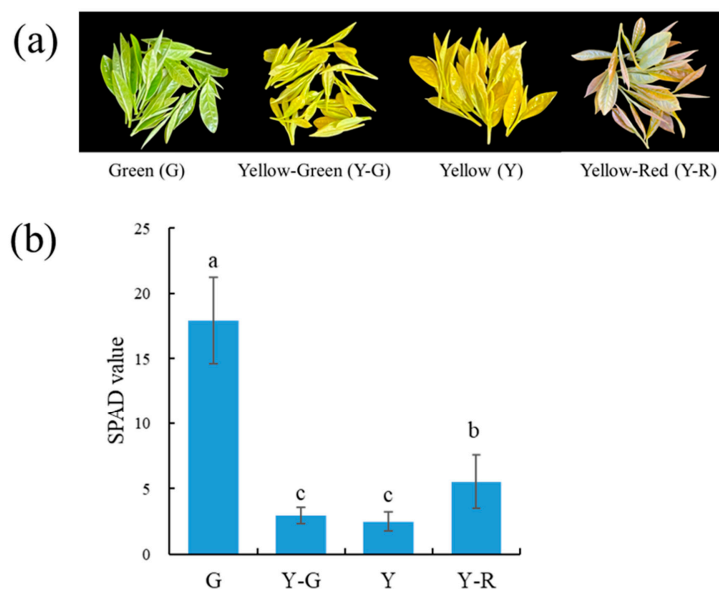 (a)
Green (G) Yellow-Green (Y-G) Yellow (Y) Yellow-Red (Y-R)
(b)
25
20
15
10
5
0
SPAD value
a
c
c
b
G Y-G Y Y-R